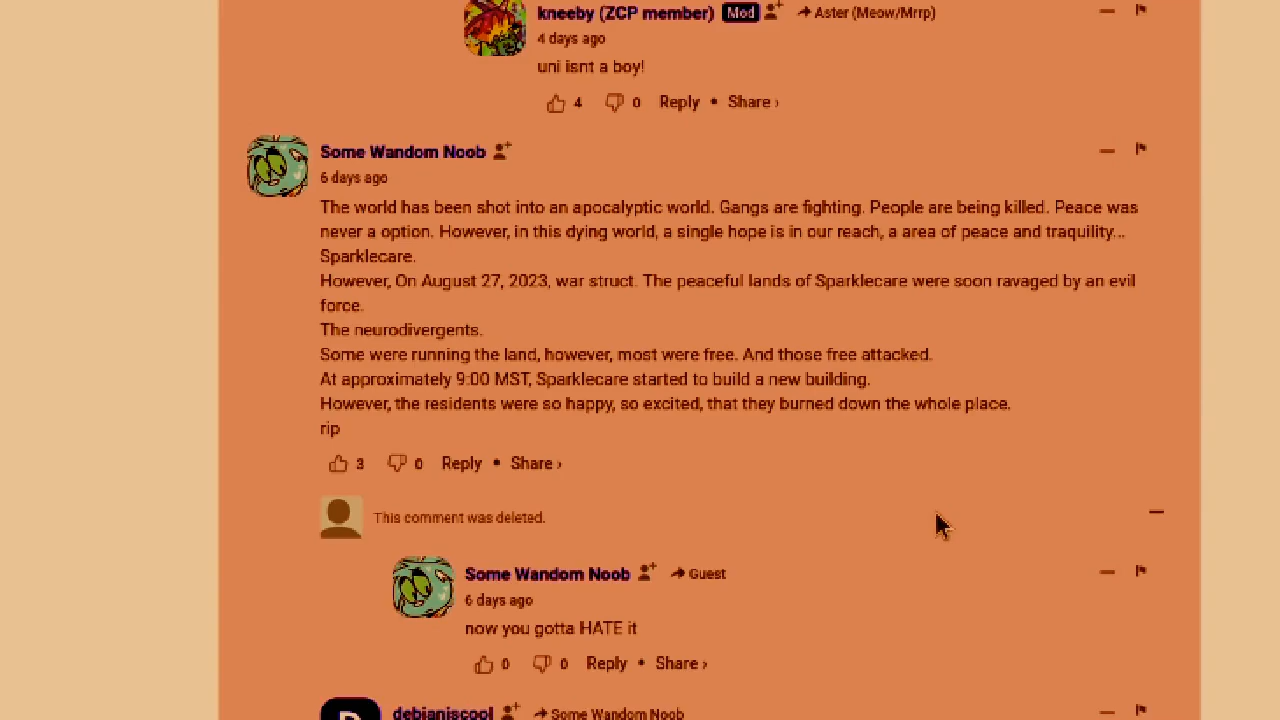 kneeby (ZCP member) Mod Aster (Meow/Mrrp)
4 days ago
uni isnt a boy!
4 0 Reply • Share ›
Some Wandom Noob
6 days ago
The world has been shot into an apocalyptic world. Gangs are fighting. People are being killed. Peace was
never a option. However, in this dying world, a single hope is in our reach, a area of peace and traquility...
Sparklecare.
However, On August 27, 2023, war struct. The peaceful lands of Sparklecare were soon ravaged by an evil
force.
The neurodivergents.
Some were running the land, however, most were free. And those free attacked.
At approximately 9:00 MST, Sparklecare started to build a new building.
However, the residents were so happy, so excited, that they burned down the whole place.
rip
3 0 Reply • Share ›
This comment was deleted.
Some Wandom Noob Guest
6 days ago
now you gotta HATE it
0 0 Reply • Share ›
D debianiscool Some Wandom Noob